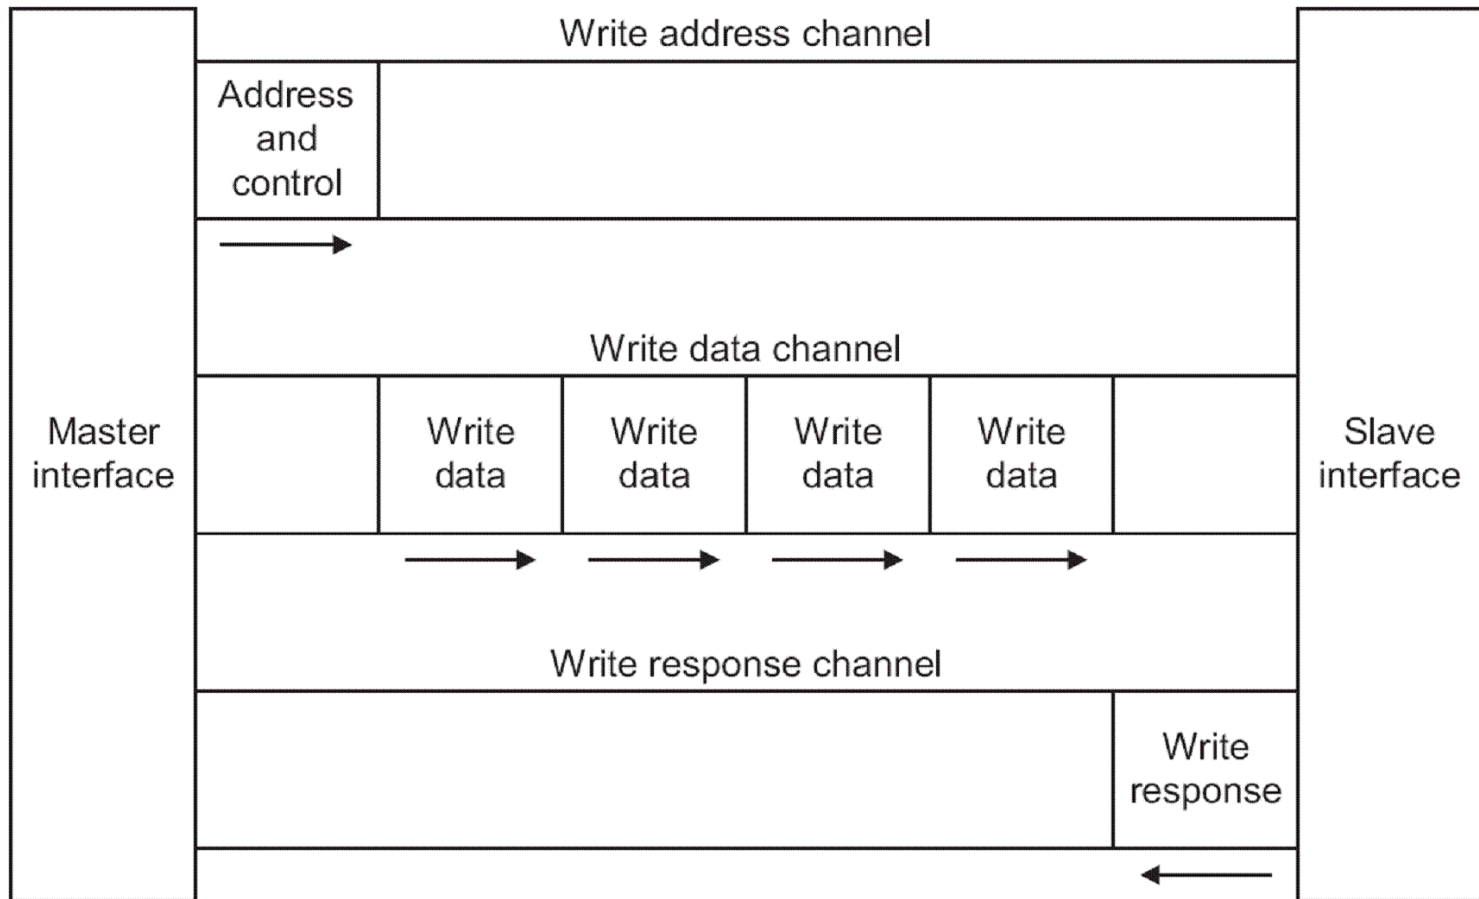 Write address channel
Address
and
control
Write data channel
Master
interface
Write
data
Write
data
Write
data
Write
data
Slave
interface
Write response channel
Write
response